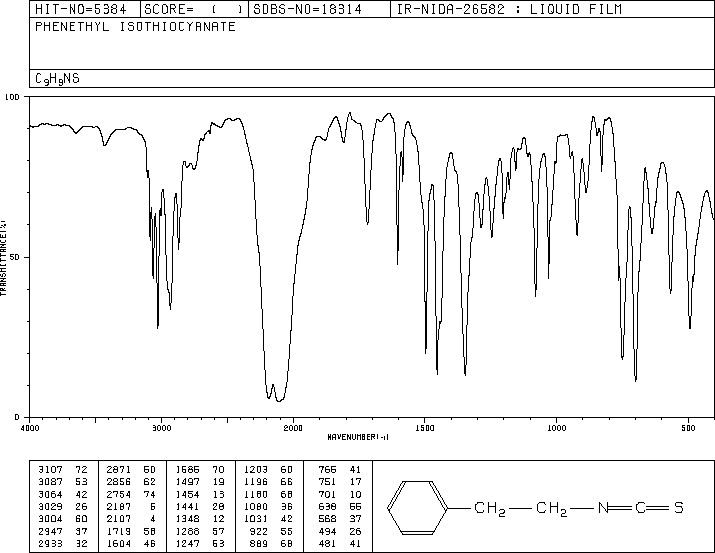 HIT-NO=5384 SCORE= ( ) SDBS-NO=18314 IR-NIDA-26582 : LIQUID FILM
PHENETHYL ISOTHIOCYANATE
C9H9NS
100
50
0
TRANSMITTANCE(%)
4000 3000 2000 1500 1000 500
WAVENUMBER(-1)
3107 72 2871 60 1586 70 1203 60 766 41
3087 53 2856 62 1497 19 1196 66 751 17
3064 42 2754 74 1454 13 1180 68 701 10
3029 26 2187 5 1441 28 1080 36 638 55
3004 60 2107 4 1348 12 1031 42 568 37
2947 37 1719 58 1288 57 922 55 494 26
2933 32 1604 46 1247 53 889 68 481 41
CH2 CH2 N C S